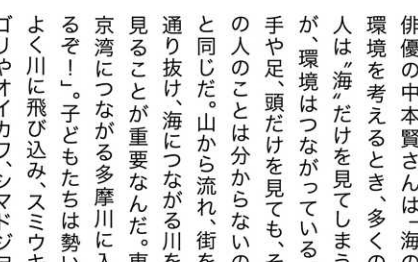 俳優の中本賢さんは「海の
環境を考えるとき、多くの
人は〝海〟だけを見てしまう
が、環境はつながっている
手や足、頭だけを見ても、そ
の人のことは分からないの
と同じだ。山から流れ、街を
通り抜け、海につながる川を
見ることが重要なんだ。東
京湾につながる多摩川に入
るぞ！」。子どもたちは勢い
よく川に飛び込み、スミウキ
ゴリやオイカワ、シマドジョ